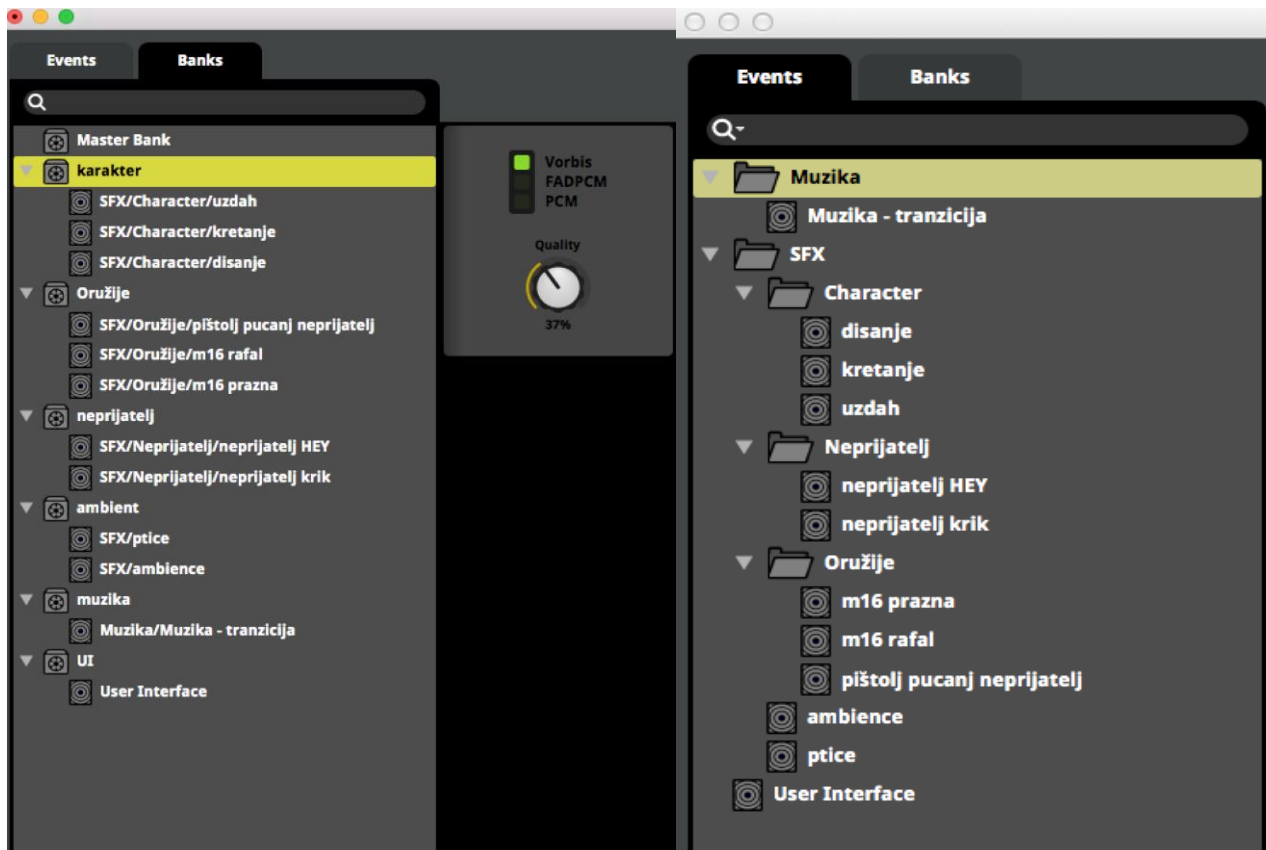 Events Banks
Master Bank
karakter
SFX/Character/uzdah
SFX/Character/kretanje
SFX/Character/disanje
Oružije
SFX/Oružije/pištolj pucanj neprijatelj
SFX/Oružije/m16 rafal
SFX/Oružije/m16 prazna
neprijatelj
SFX/Neprijatelj/neprijatelj HEY
SFX/Neprijatelj/neprijatelj krik
ambient
SFX/ptice
SFX/ambience
muzika
Muzika/Muzika - tranzicija
UI
User Interface
Vorbis
FADPCM
PCM
Quality
37%
Events Banks
Muzika
Muzika - tranzicija
SFX
Character
disanje
kretanje
uzdah
Neprijatelj
neprijatelj HEY
neprijatelj krik
Oružije
m16 prazna
m16 rafal
pištolj pucanj neprijatelj
ambience
ptice
User Interface